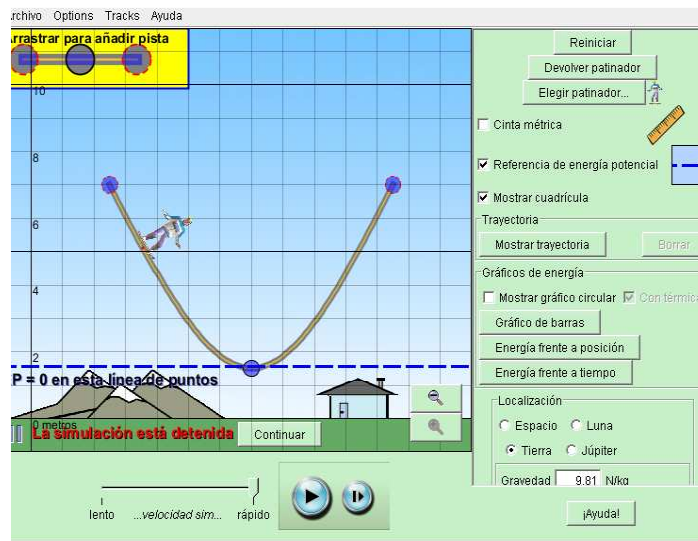 rchivo Options Tracks Ayuda
rrastrar para añadir pista
10
8
6
4
2
P = 0 en esta línea de puntos
0 metros
La simulación está detenida
Continuar
lento ...velocidad sim... rápido
Reiniciar
Devolver patinador
Elegir patinador...
Cinta métrica
Referencia de energía potencial
Mostrar cuadrícula
Trayectoria
Mostrar trayectoria Borrar
Gráficos de energía
Mostrar gráfico circular Con térmica
Gráfico de barras
Energía frente a posición
Energía frente a tiempo
Localización
Espacio Luna
Tierra Júpiter
Gravedad 9.81 N/kg
¡Ayuda!